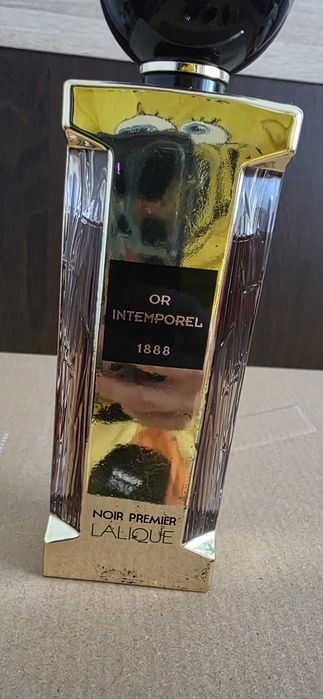 OR
INTEMPOREL
1888
NOIR PREMIER
LALIQUE